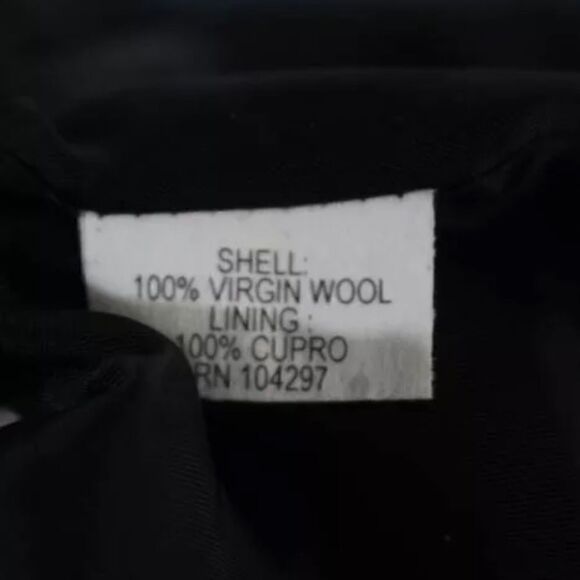 SHELL:
100% VIRGIN WOOL
LINING :
100% CUPRO
RN 104297